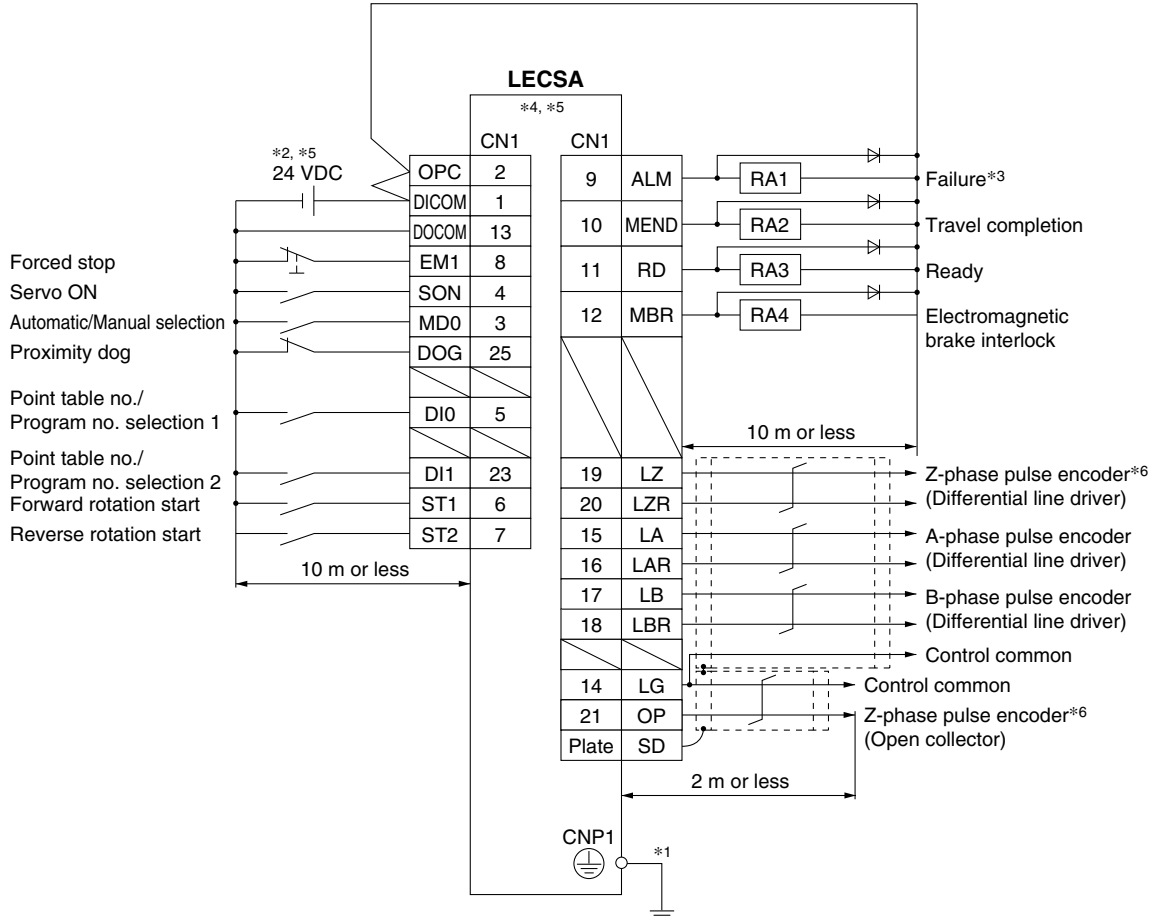 LECSA
*4, *5
CN1
CN1
*2, *5
24 VDC
OPC 2
DICOM 1
DOCOM 13
Forced stop EM1 8
Servo ON SON 4
Automatic/Manual selection MD0 3
Proximity dog DOG 25
Point table no./
Program no. selection 1 DI0 5
Point table no./
Program no. selection 2 DI1 23
Forward rotation start ST1 6
Reverse rotation start ST2 7
10 m or less
9 ALM RA1 Failure*3
10 MEND RA2 Travel completion
11 RD RA3 Ready
12 MBR RA4 Electromagnetic
brake interlock
10 m or less
19 LZ Z-phase pulse encoder*6
20 LZR (Differential line driver)
15 LA A-phase pulse encoder
16 LAR (Differential line driver)
17 LB B-phase pulse encoder
18 LBR (Differential line driver)
Control common
14 LG Control common
21 OP Z-phase pulse encoder*6
(Open collector)
Plate SD
2 m or less
CNP1
*1